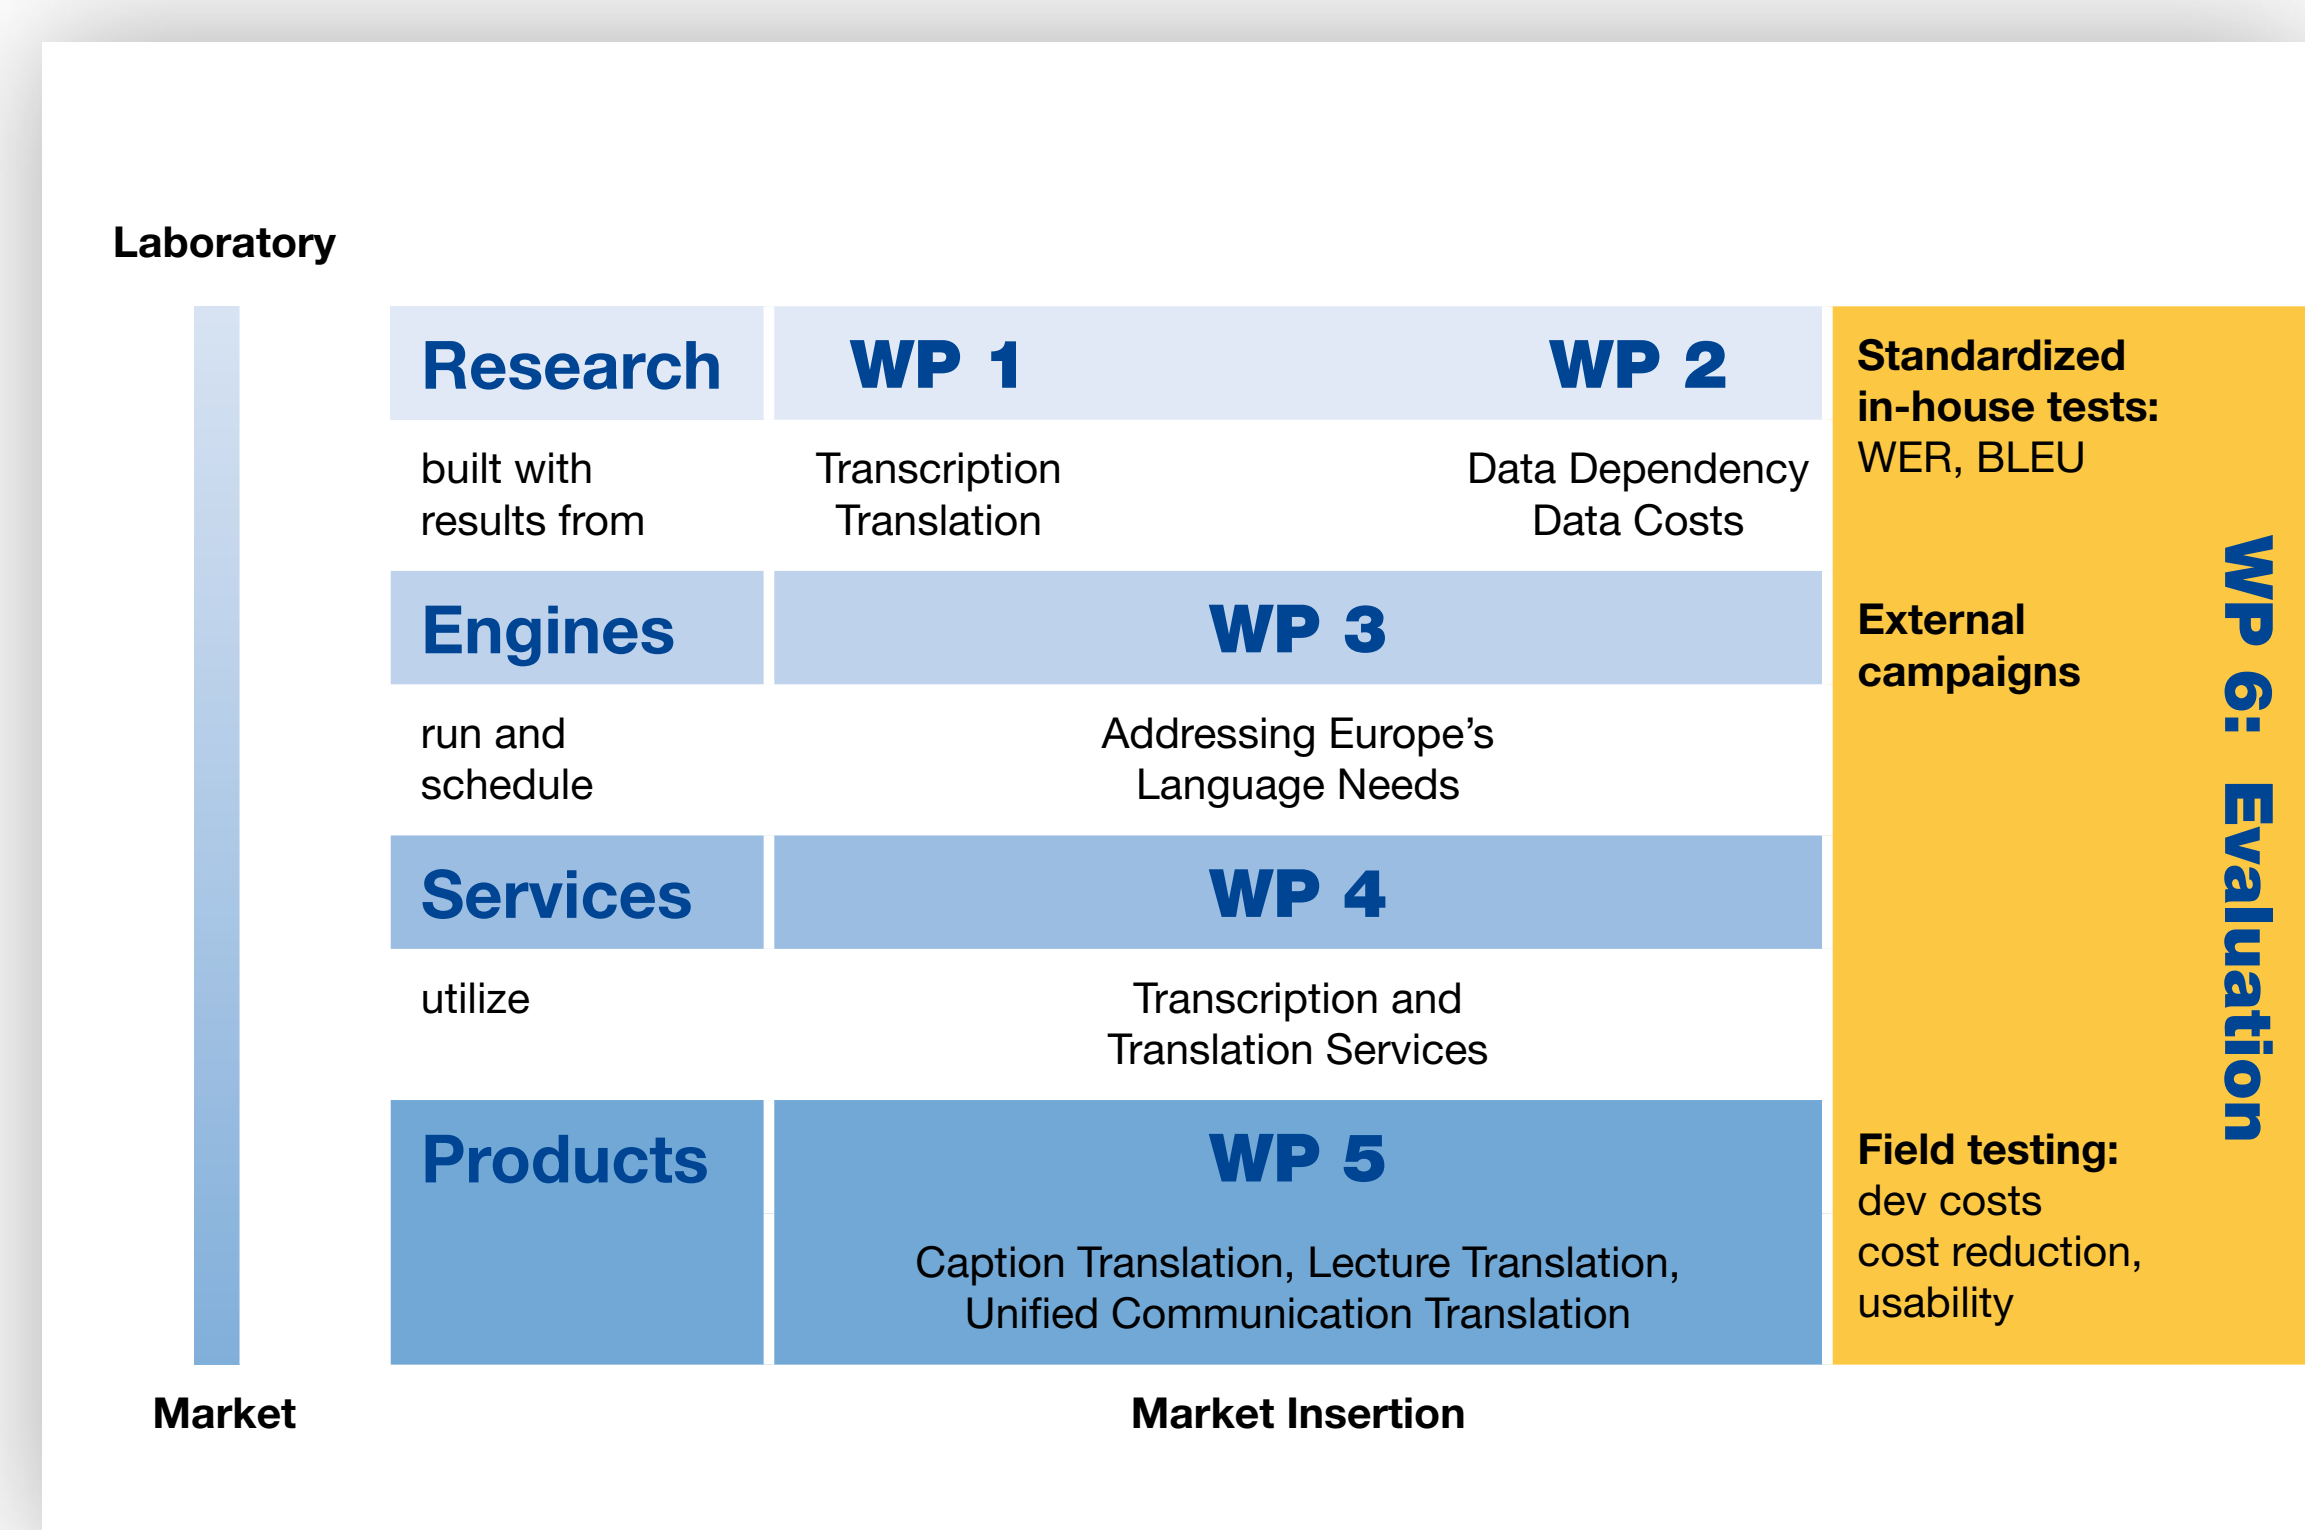 Laboratory
Research
WP 1
WP 2
built with
results from
Transcription
Translation
Data Dependency
Data Costs
Engines
WP 3
run and
schedule
Addressing Europe’s
Language Needs
Services
WP 4
utilize
Transcription and
Translation Services
Products
WP 5
Caption Translation, Lecture Translation,
Unified Communication Translation
Standardized
in-house tests:
WER, BLEU
External
campaigns
Field testing:
dev costs
cost reduction,
usability
WP 6: Evaluation
Market
Market Insertion